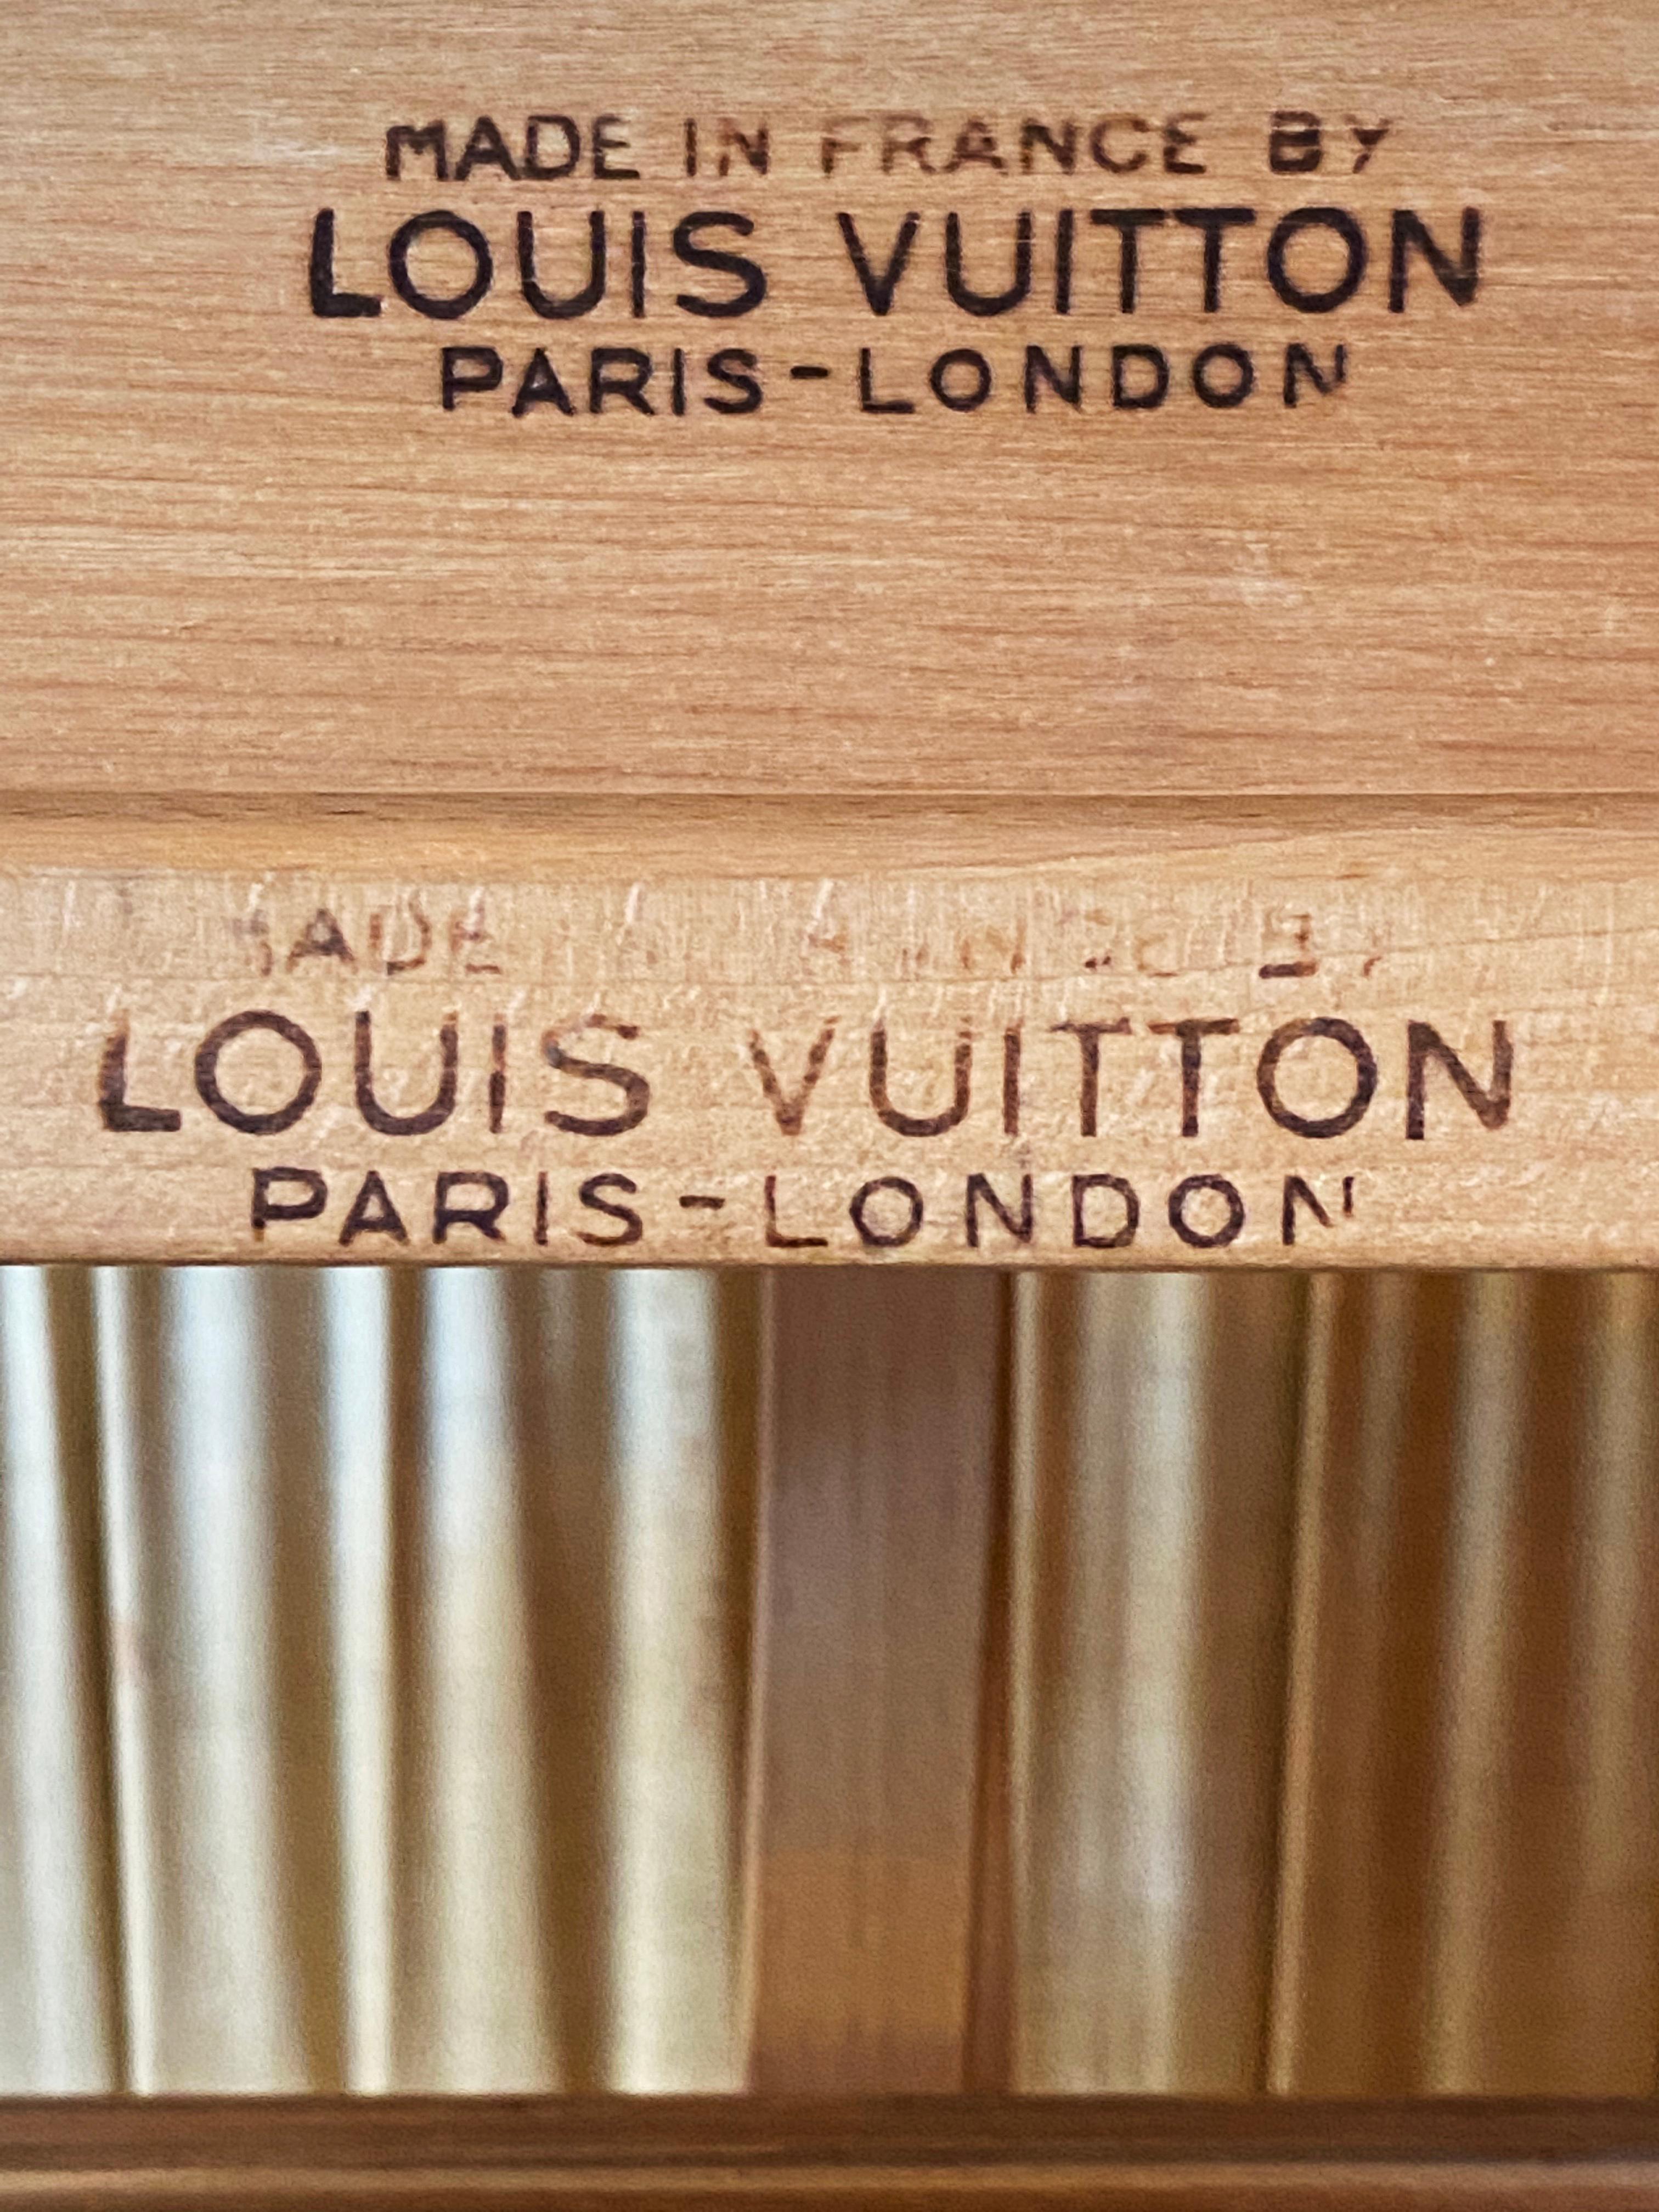 MADE IN FRANCE BY
LOUIS VUITTON
PARIS-LONDON
LOUIS VUITTON
PARIS-LONDON